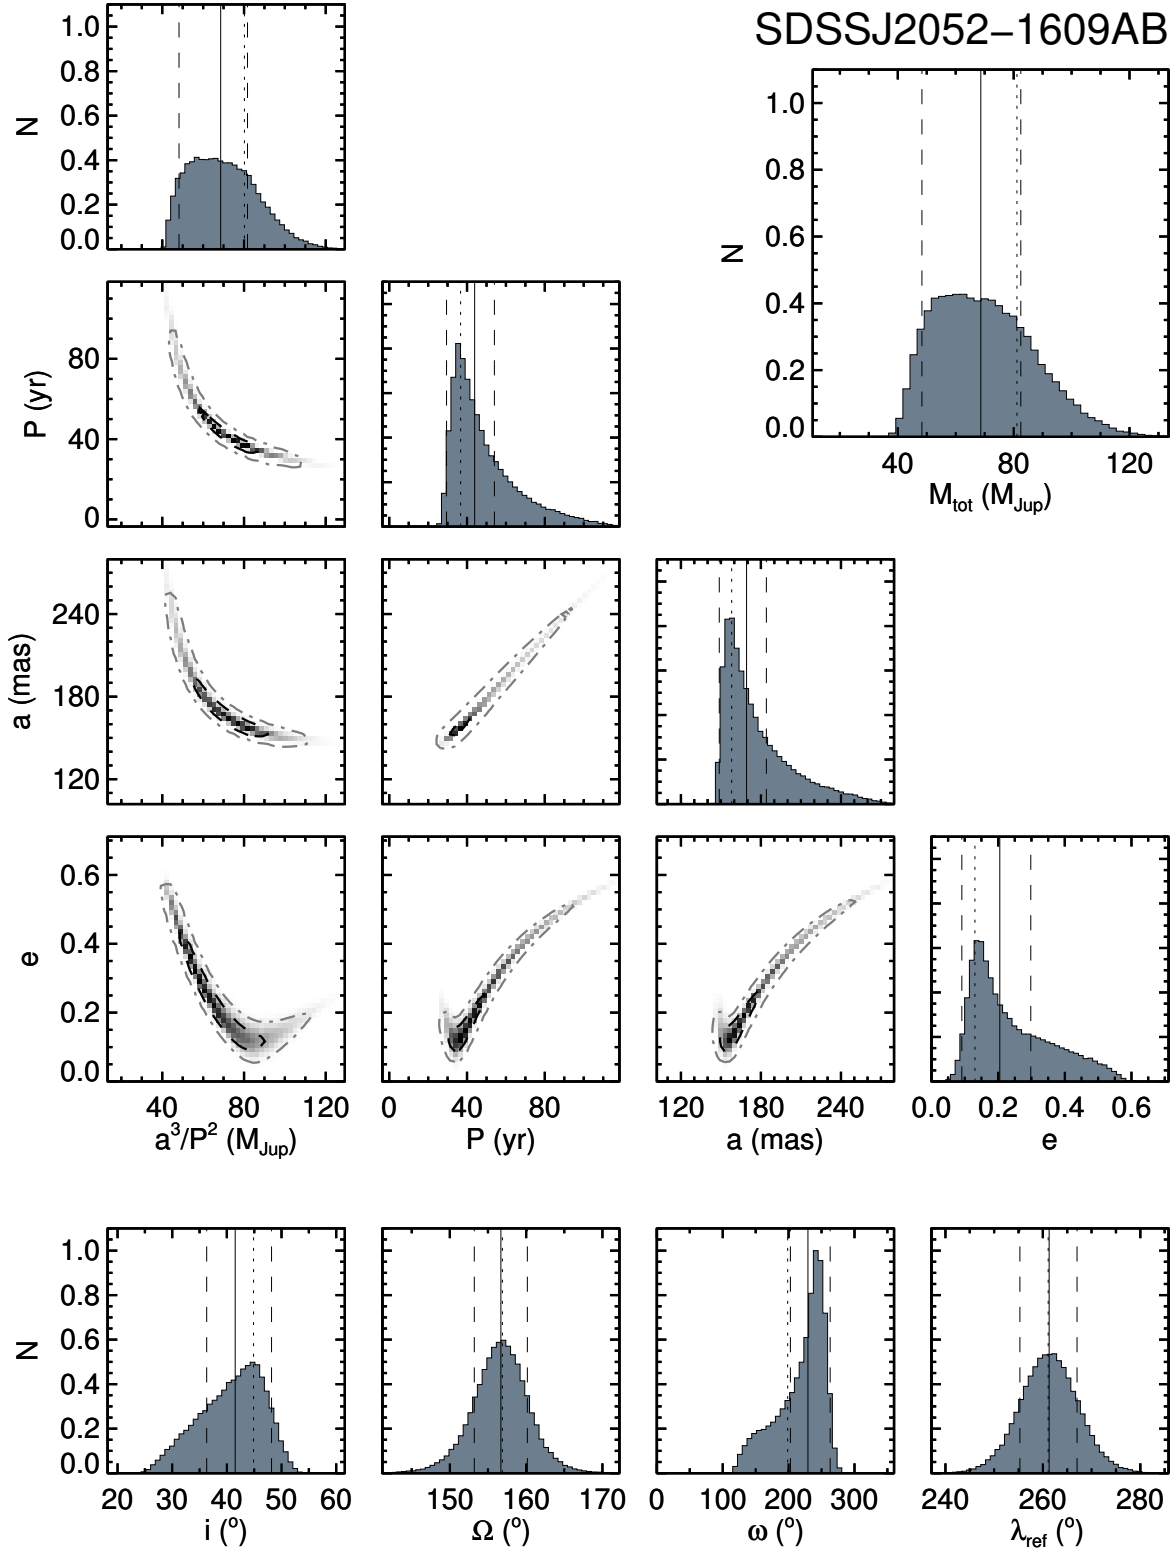 SDSSJ2052−1609AB
1.0
0.8
0.6
0.4
0.2
0.0
N
1.0
0.8
0.6
0.4
0.2
0.0
N
40 80 120
M_tot (M_Jup)
80
40
0
P (yr)
240
180
120
a (mas)
0.6
0.4
0.2
0.0
e
40 80 120
a³/P² (M_Jup)
0 40 80
P (yr)
120 180 240
a (mas)
0.0 0.2 0.4 0.6
e
1.0
0.8
0.6
0.4
0.2
0.0
N
20 30 40 50 60
i (°)
150 160 170
Ω (°)
0 100 200 300
ω (°)
240 260 280
λ_ref (°)